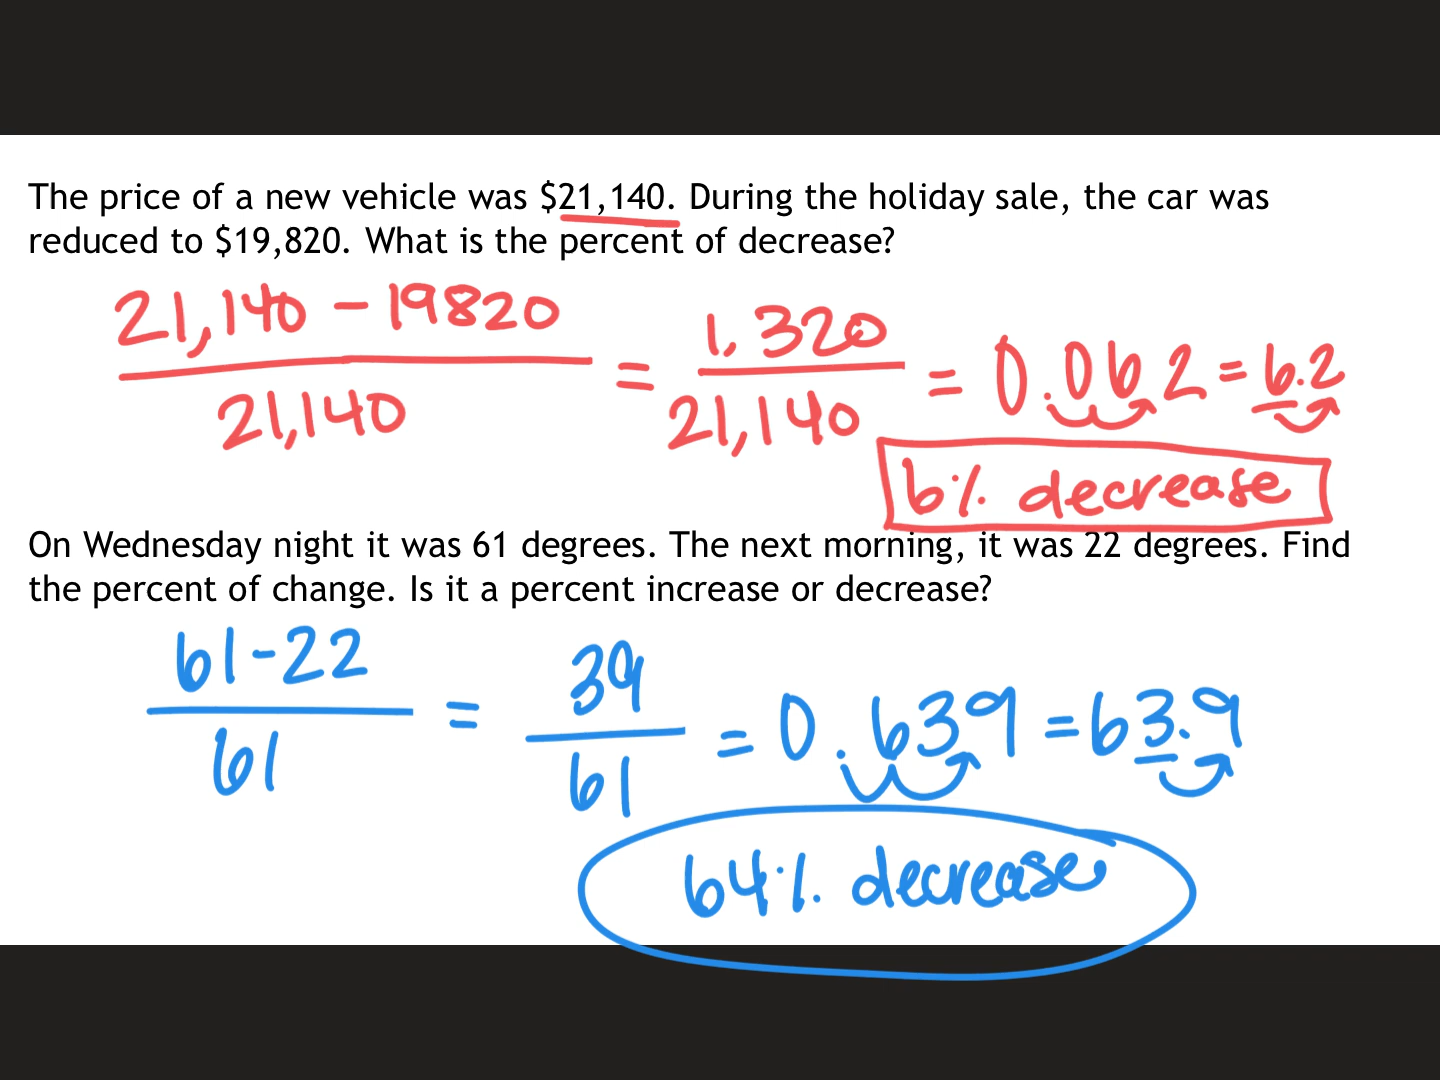 The price of a new vehicle was $21,140. During the holiday sale, the car was
reduced to $19,820. What is the percent of decrease?
21,140 - 19820 / 21,140 = 1,320 / 21,140 = 0.062 = 6.2
6% decrease
On Wednesday night it was 61 degrees. The next morning, it was 22 degrees. Find
the percent of change. Is it a percent increase or decrease?
61-22 / 61 = 39 / 61 = 0.639 = 63.9
64% decrease